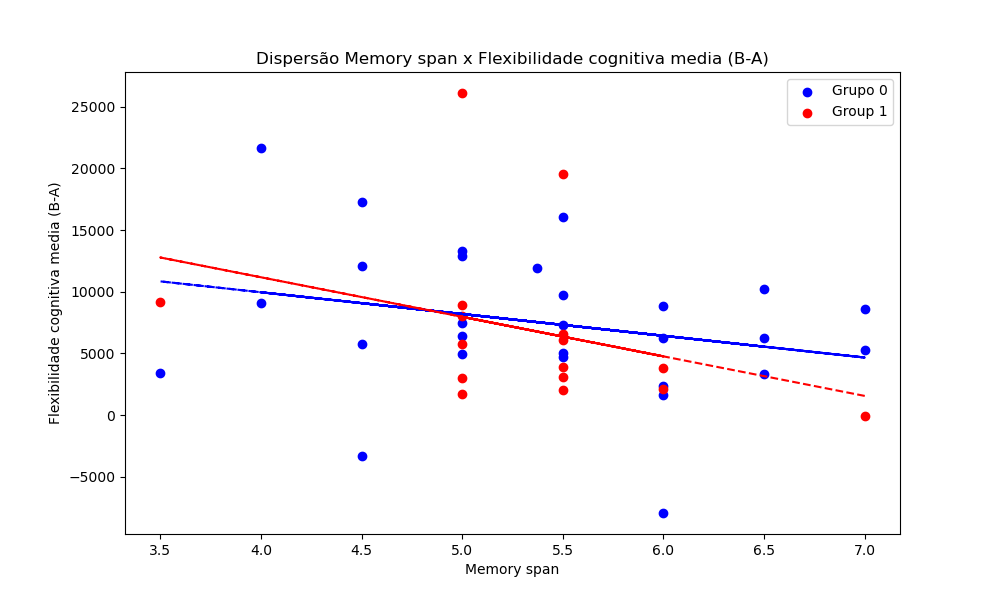 Dispersão Memory span x Flexibilidade cognitiva media (B-A)
Grupo 0
Group 1
Flexibilidade cognitiva media (B-A)
25000
20000
15000
10000
5000
0
−5000
3.5 4.0 4.5 5.0 5.5 6.0 6.5 7.0
Memory span